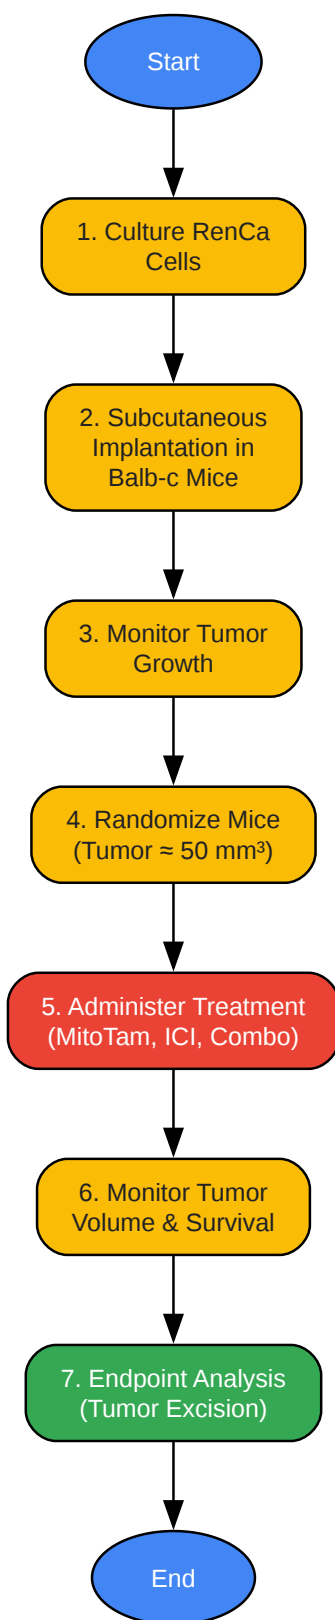 Start
1. Culture RenCa
Cells
2. Subcutaneous
Implantation in
Balb-c Mice
3. Monitor Tumor
Growth
4. Randomize Mice
(Tumor ≈ 50 mm³)
5. Administer Treatment
(MitoTam, ICI, Combo)
6. Monitor Tumor
Volume & Survival
7. Endpoint Analysis
(Tumor Excision)
End